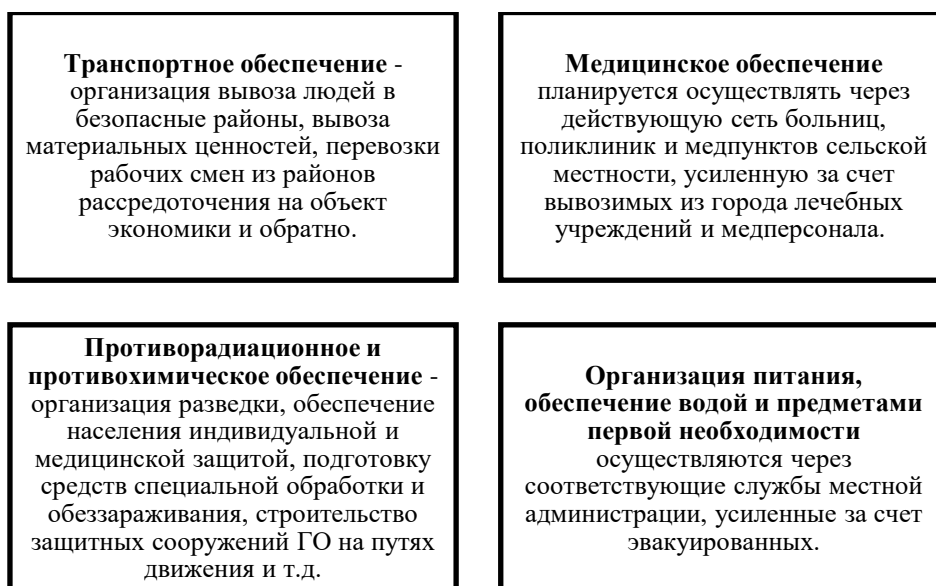 Транспортное обеспечение -
организация вывоза людей в
безопасные районы, вывоза
материальных ценностей, перевозки
рабочих смен из районов
рассредоточения на объект
экономики и обратно.
Медицинское обеспечение
планируется осуществлять через
действующую сеть больниц,
поликлиник и медпунктов сельской
местности, усиленную за счет
вывозимых из города лечебных
учреждений и медперсонала.
Противорадиационное и
противохимическое обеспечение -
организация разведки, обеспечение
населения индивидуальной и
медицинской защитой, подготовку
средств специальной обработки и
обеззараживания, строительство
защитных сооружений ГО на путях
движения и т.д.
Организация питания,
обеспечение водой и предметами
первой необходимости
осуществляются через
соответствующие службы местной
администрации, усиленные за счет
эвакуированных.